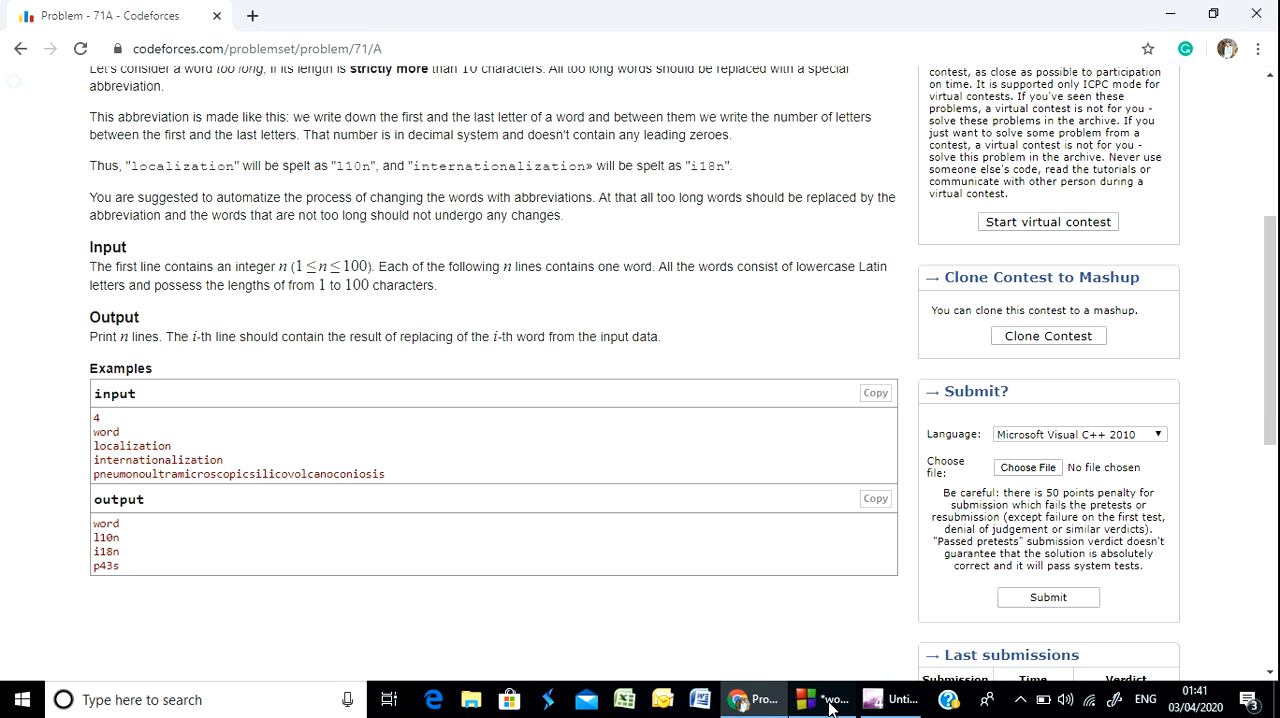 Problem - 71A - Codeforces
codeforces.com/problemset/problem/71/A
Let's consider a word too long, if its length is strictly more than 10 characters. All too long words should be replaced with a special
abbreviation.
This abbreviation is made like this: we write down the first and the last letter of a word and between them we write the number of letters
between the first and the last letters. That number is in decimal system and doesn't contain any leading zeroes.
Thus, "localization" will be spelt as "l10n", and "internationalization» will be spelt as "i18n".
You are suggested to automatize the process of changing the words with abbreviations. At that all too long words should be replaced by the
abbreviation and the words that are not too long should not undergo any changes.
Input
The first line contains an integer n (1≤n≤100). Each of the following n lines contains one word. All the words consist of lowercase Latin
letters and possess the lengths of from 1 to 100 characters.
Output
Print n lines. The i-th line should contain the result of replacing of the i-th word from the input data.
Examples
input
Copy
4
word
localization
internationalization
pneumonoultramicroscopicsilicovolcanoconiosis
output
Copy
word
l10n
i18n
p43s
contest, as close as possible to participation
on time. It is supported only ICPC mode for
virtual contests. If you've seen these
problems, a virtual contest is not for you -
solve these problems in the archive. If you
just want to solve some problem from a
contest, a virtual contest is not for you -
solve this problem in the archive. Never use
someone else's code, read the tutorials or
communicate with other person during a
virtual contest.
Start virtual contest
→ Clone Contest to Mashup
You can clone this contest to a mashup.
Clone Contest
→ Submit?
Language: Microsoft Visual C++ 2010
Choose
file:
Choose File No file chosen
Be careful: there is 50 points penalty for
submission which fails the pretests or
resubmission (except failure on the first test,
denial of judgement or similar verdicts).
"Passed pretests" submission verdict doesn't
guarantee that the solution is absolutely
correct and it will pass system tests.
Submit
→ Last submissions
Submission Time Verdict
Type here to search
Pro...
*wo...
Unti...
ENG
01:41
03/04/2020
3